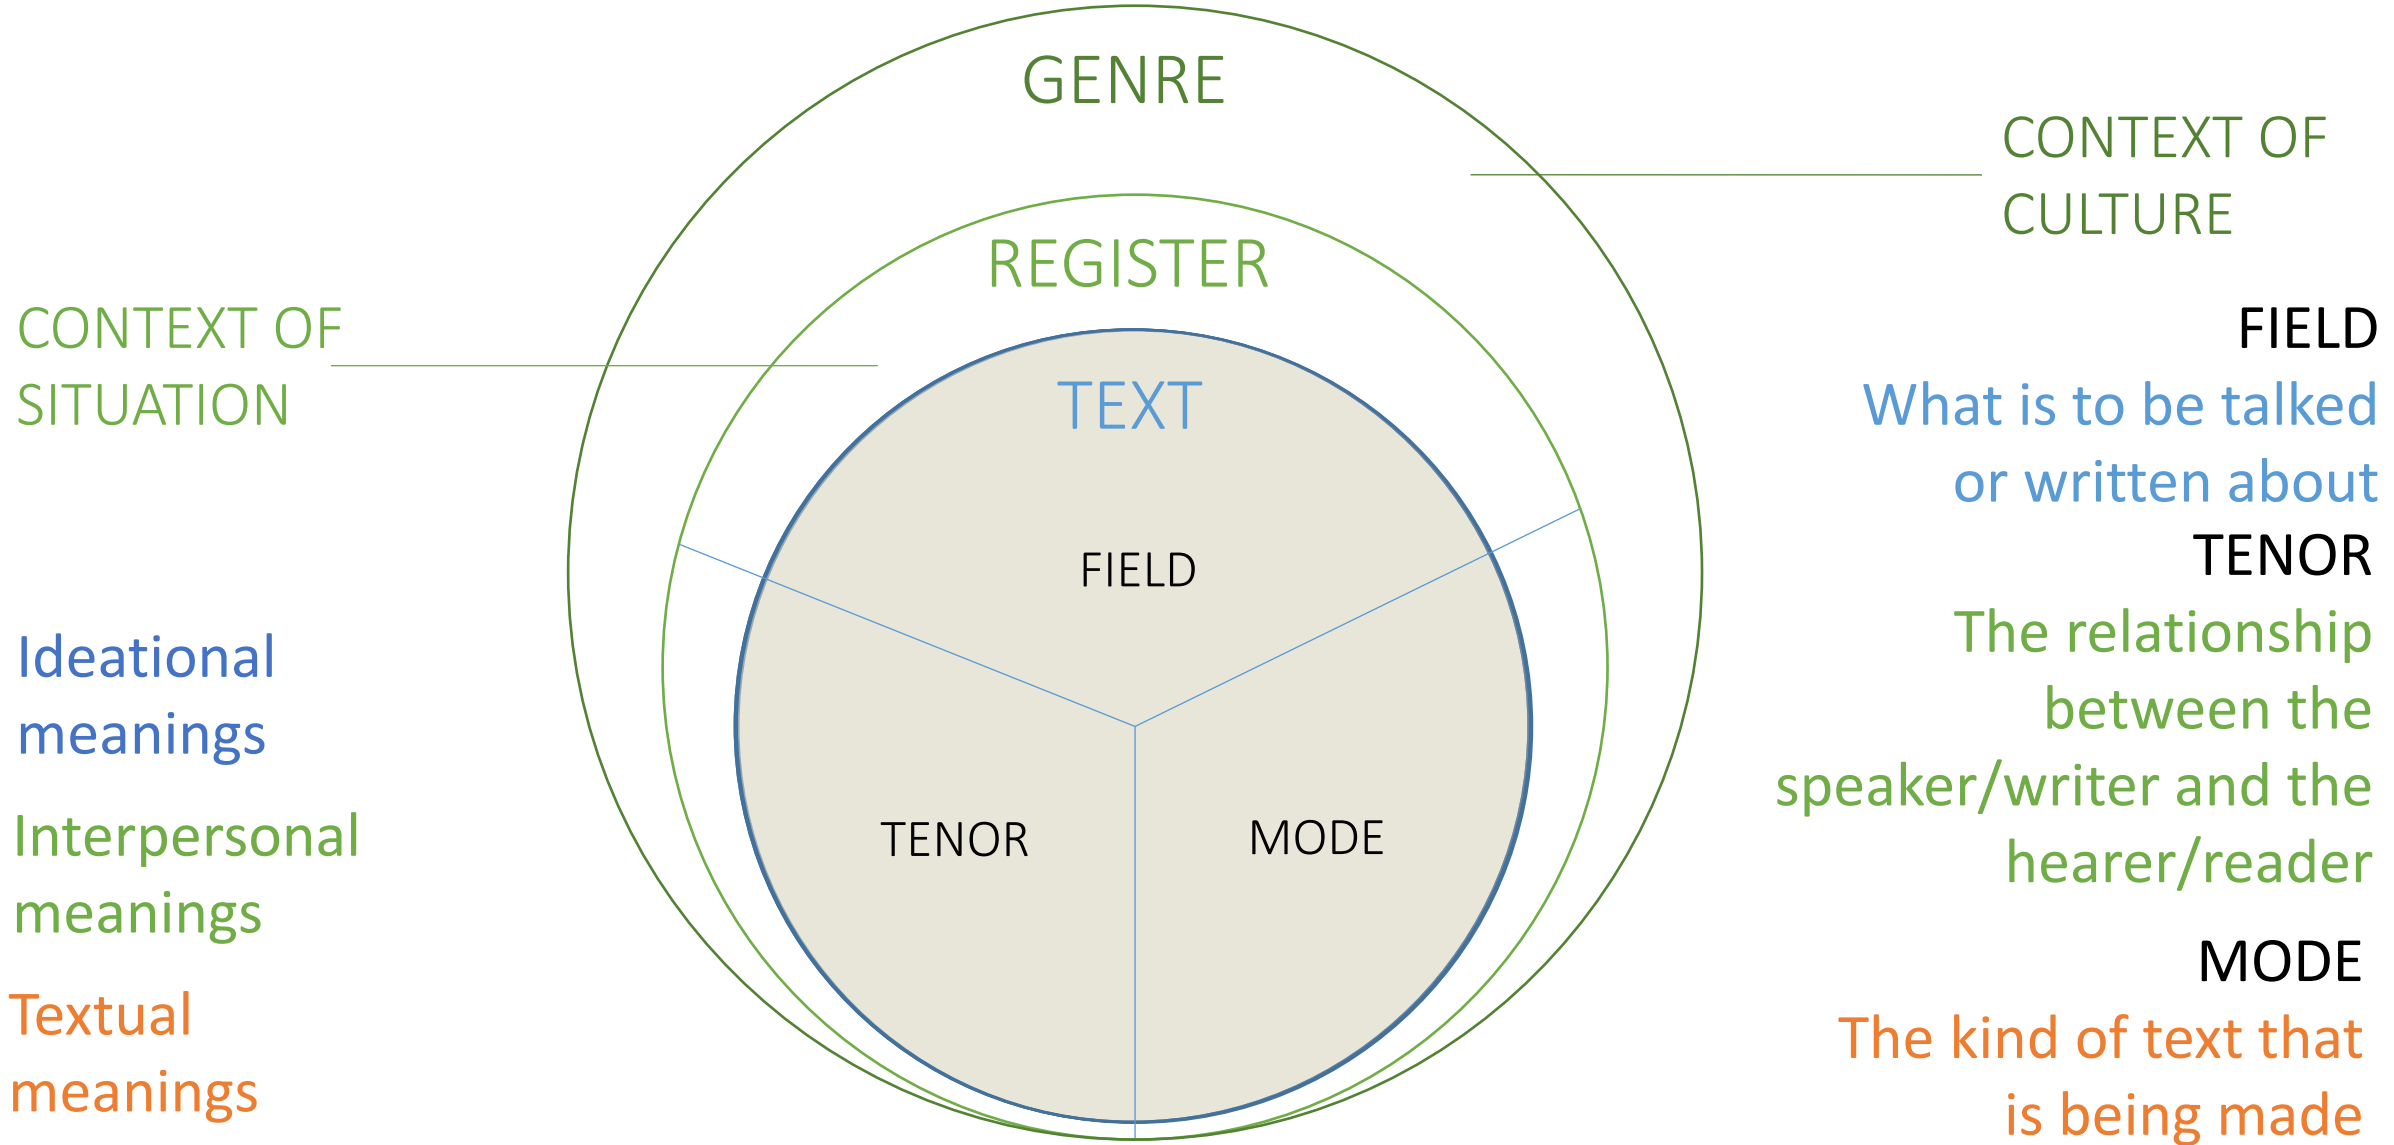 GENRE
REGISTER
TEXT
FIELD
TENOR
MODE
CONTEXT OF
SITUATION
Ideational
meanings
Interpersonal
meanings
Textual
meanings
CONTEXT OF
CULTURE
FIELD
What is to be talked
or written about
TENOR
The relationship
between the
speaker/writer and the
hearer/reader
MODE
The kind of text that
is being made